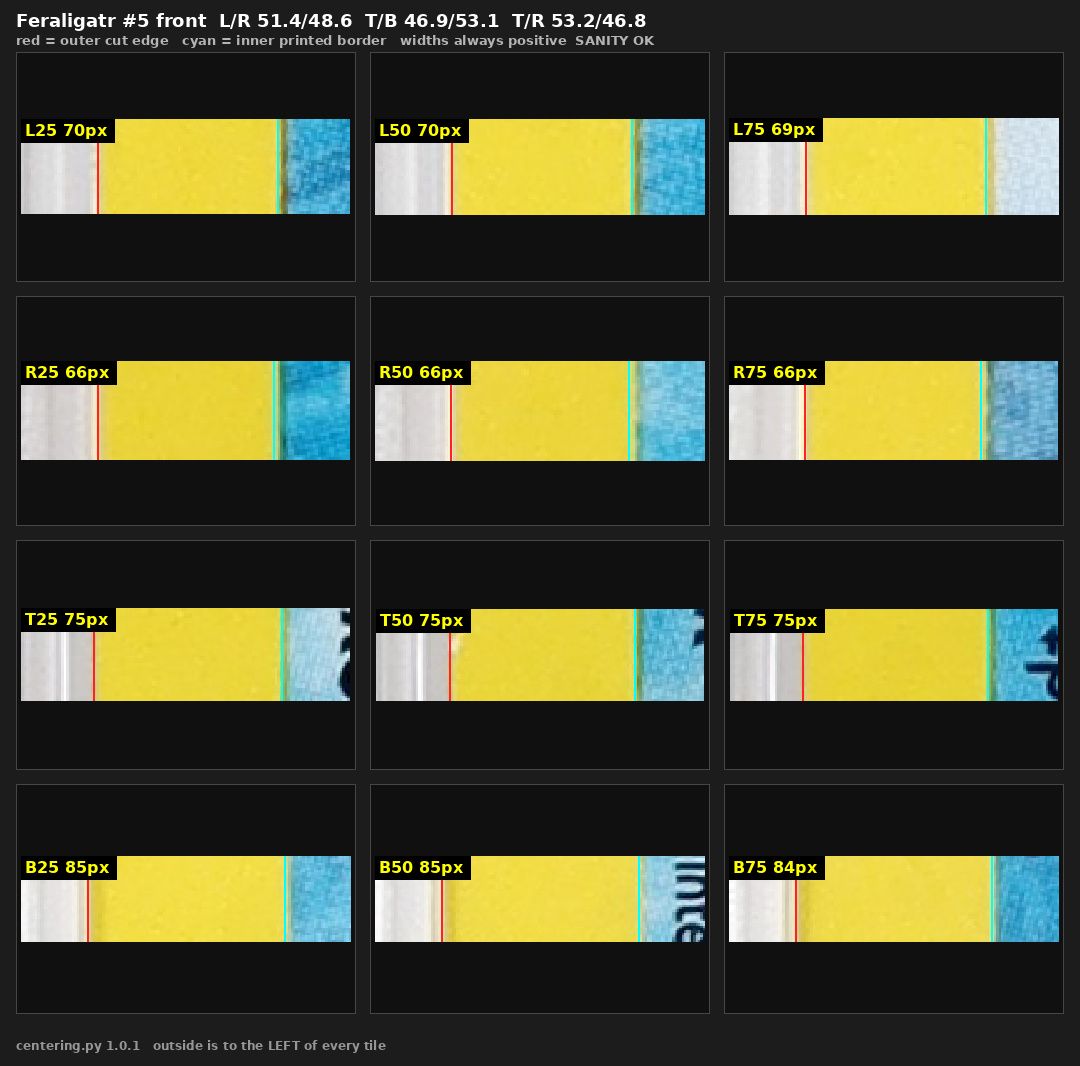 Feraligatr #5 front  L/R 51.4/48.6  T/B 46.9/53.1  T/R 53.2/46.8
red = outer cut edge   cyan = inner printed border   widths always positive  SANITY OK
L25 70px
L50 70px
L75 69px
R25 66px
R50 66px
R75 66px
T25 75px
T50 75px
T75 75px
B25 85px
B50 85px
B75 84px
inte
centering.py 1.0.1   outside is to the LEFT of every tile